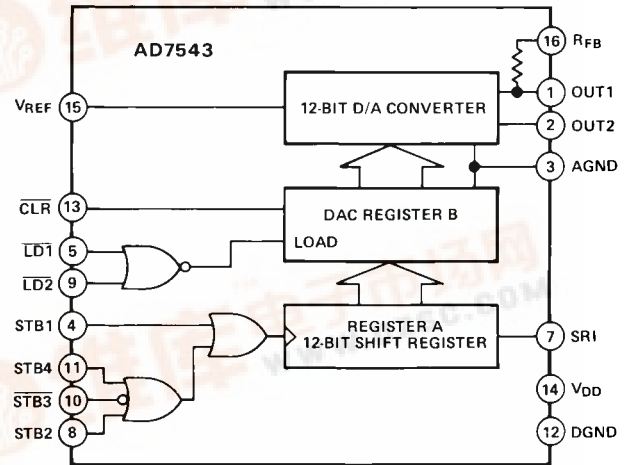 AD7543
16 RFB
VREF 15
12-BIT D/A CONVERTER
1 OUT1
2 OUT2
3 AGND
CLR 13
DAC REGISTER B
LOAD
LD1 5
LD2 9
STB1 4
REGISTER A
12-BIT SHIFT REGISTER
7 SRI
STB4 11
STB3 10
STB2 8
14 VDD
12 DGND